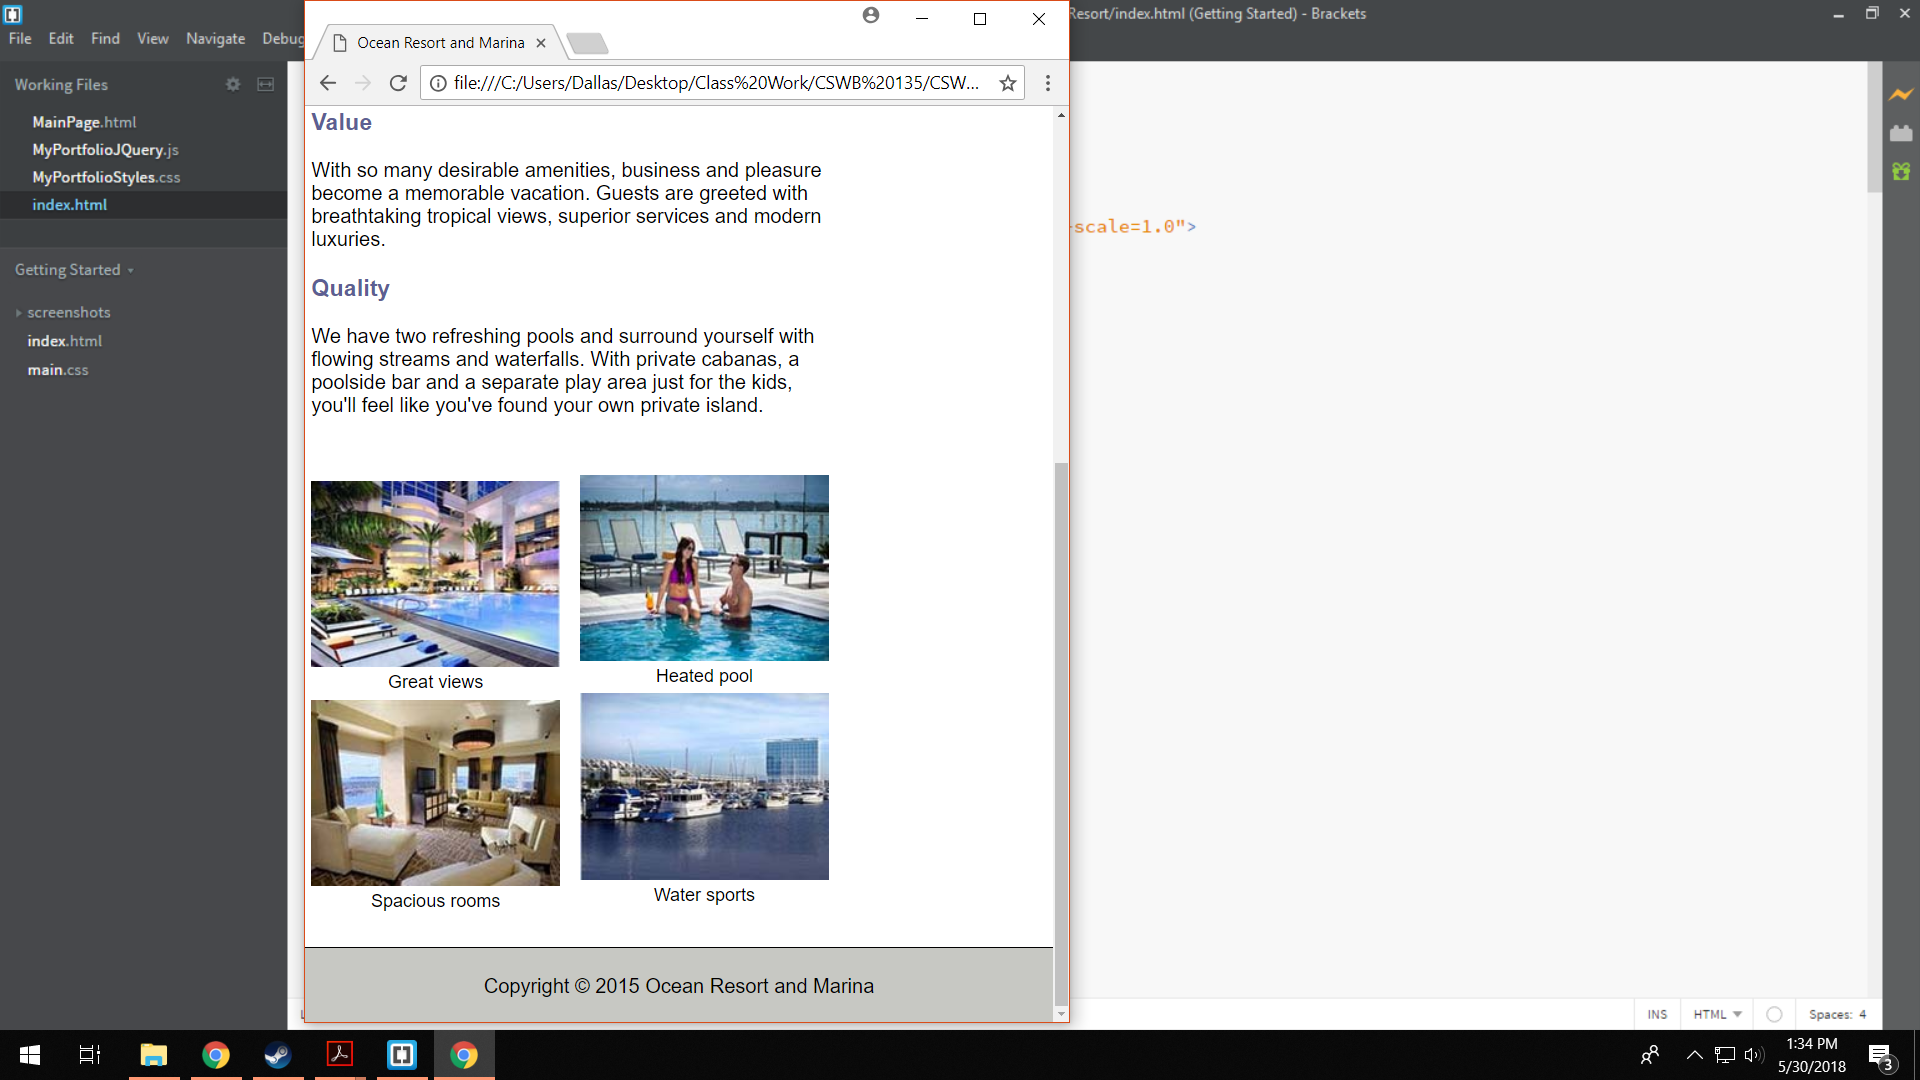 Resort/index.html (Getting Started) - Brackets
File Edit Find View Navigate Debug
Working Files
MainPage.html
MyPortfolioJQuery.js
MyPortfolioStyles.css
index.html
Getting Started
screenshots
index.html
main.css
Ocean Resort and Marina
file:///C:/Users/Dallas/Desktop/Class%20Work/CSWB%20135/CSW...
Value
With so many desirable amenities, business and pleasure
become a memorable vacation. Guests are greeted with
breathtaking tropical views, superior services and modern
luxuries.
Quality
We have two refreshing pools and surround yourself with
flowing streams and waterfalls. With private cabanas, a
poolside bar and a separate play area just for the kids,
you'll feel like you've found your own private island.
Great views
Heated pool
Spacious rooms
Water sports
Copyright © 2015 Ocean Resort and Marina
-scale=1.0">
INS HTML Spaces: 4
1:34 PM
5/30/2018
3